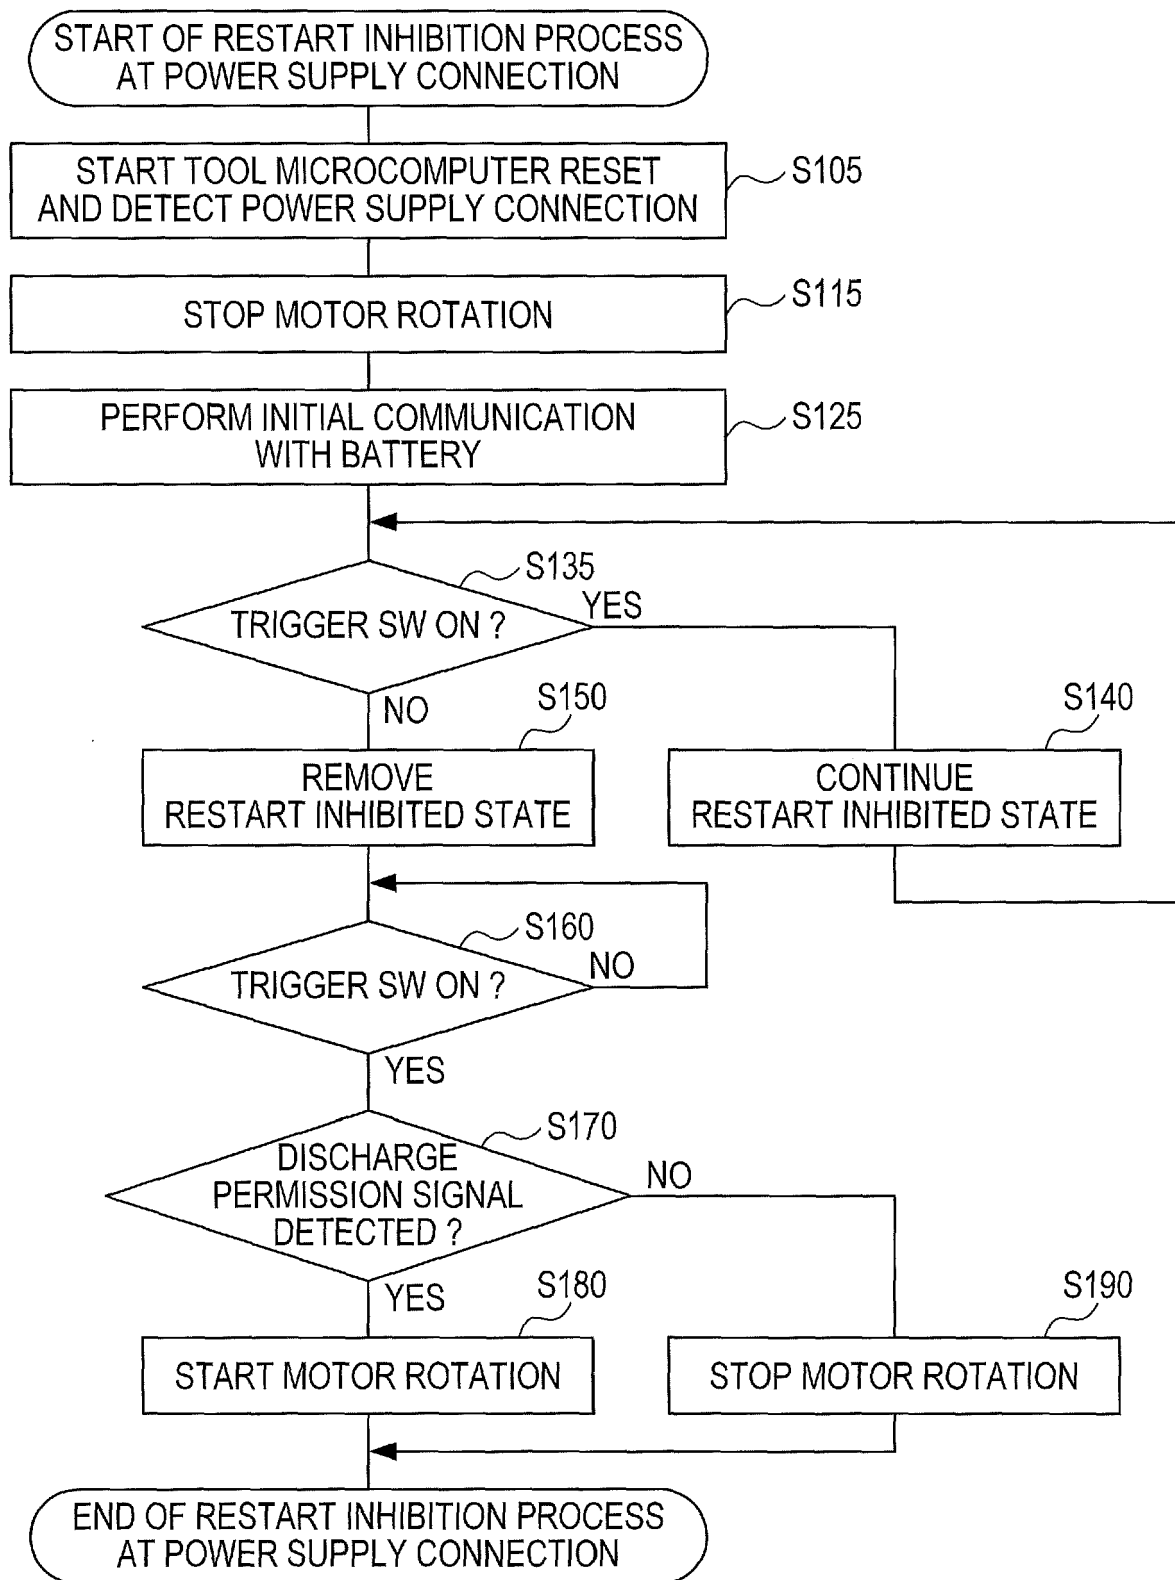 START OF RESTART INHIBITION PROCESS
AT POWER SUPPLY CONNECTION
START TOOL MICROCOMPUTER RESET
AND DETECT POWER SUPPLY CONNECTION
S105
STOP MOTOR ROTATION
S115
PERFORM INITIAL COMMUNICATION
WITH BATTERY
S125
S135
TRIGGER SW ON ?
YES
NO
S150
REMOVE
RESTART INHIBITED STATE
S140
CONTINUE
RESTART INHIBITED STATE
S160
TRIGGER SW ON ?
NO
YES
S170
DISCHARGE
PERMISSION SIGNAL
DETECTED ?
NO
YES
S180
START MOTOR ROTATION
S190
STOP MOTOR ROTATION
END OF RESTART INHIBITION PROCESS
AT POWER SUPPLY CONNECTION